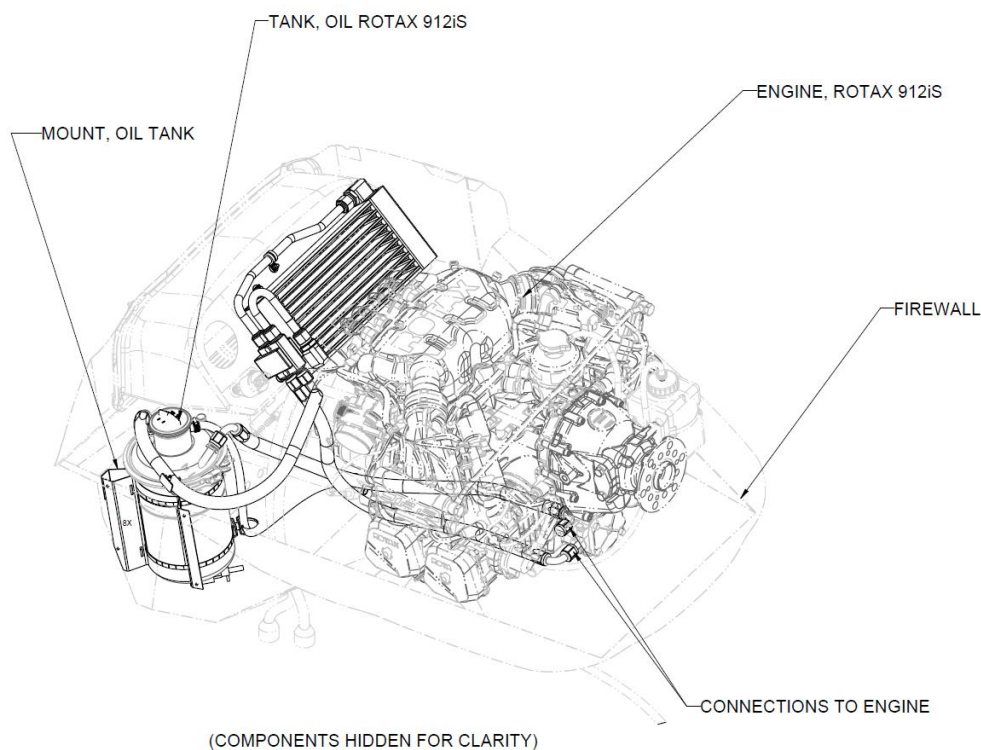 TANK, OIL ROTAX 912iS
ENGINE, ROTAX 912iS
MOUNT, OIL TANK
FIREWALL
8X
CONNECTIONS TO ENGINE
(COMPONENTS HIDDEN FOR CLARITY)